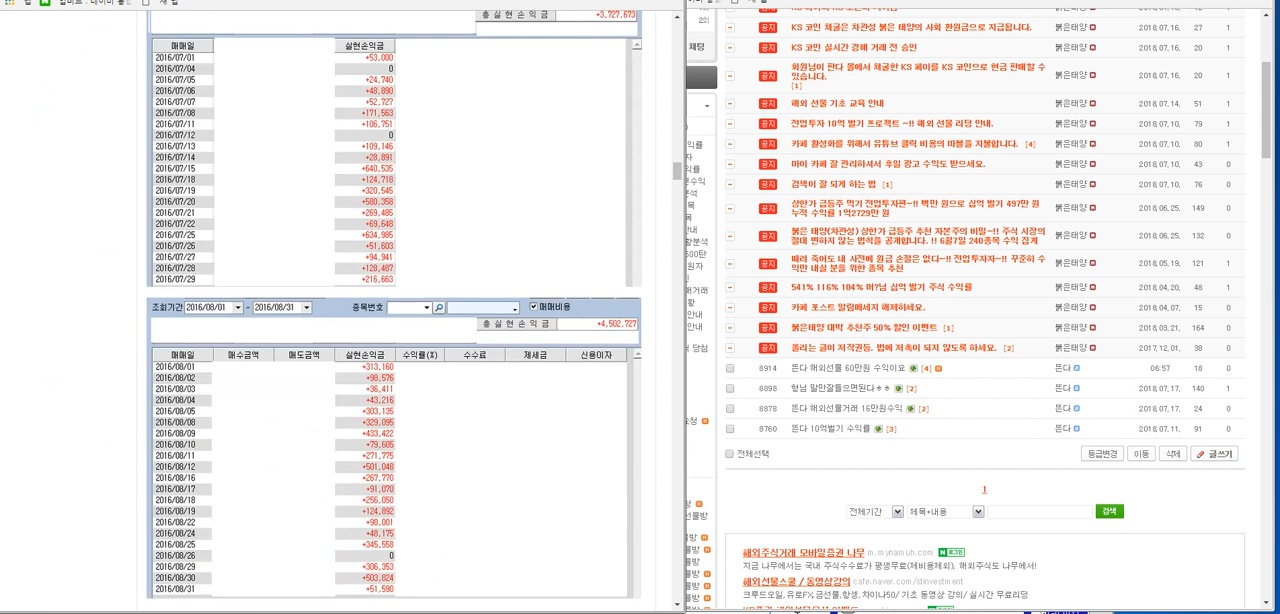 총 실 현 손 익 금 +3,727,673
매매일 실현손익금
2016/07/01 +53,000
2016/07/04 0
2016/07/05 +24,740
2016/07/06 +48,890
2016/07/07 +52,727
2016/07/08 +171,563
2016/07/11 +106,751
2016/07/12 0
2016/07/13 +109,146
2016/07/14 +28,891
2016/07/15 +640,535
2016/07/18 +124,718
2016/07/19 +320,545
2016/07/20 +580,358
2016/07/21 +269,485
2016/07/22 +69,648
2016/07/25 +634,985
2016/07/26 +51,603
2016/07/27 +94,941
2016/07/28 +128,487
2016/07/29 +216,663
조회기간 2016/08/01 - 2016/08/31 종목번호 매매비용
총 실 현 손 익 금 +4,502,727
매매일 매수금액 매도금액 실현손익금 수익률(%) 수수료 제세금 신용이자
2016/08/01 +313,160
2016/08/02 +98,576
2016/08/03 +36,411
2016/08/04 +43,216
2016/08/05 +303,135
2016/08/08 +329,095
2016/08/09 +433,422
2016/08/10 +79,605
2016/08/11 +271,775
2016/08/12 +501,048
2016/08/16 +267,770
2016/08/17 +91,070
2016/08/18 +256,050
2016/08/19 +124,892
2016/08/22 +98,001
2016/08/24 +48,175
2016/08/25 +345,558
2016/08/26 0
2016/08/29 +306,353
2016/08/30 +503,824
2016/08/31 +51,590
채팅
공지 KS 코인 채굴은 차관성 붉은 태양의 사회 환원금으로 지급됩니다. 붉은태양 2018.07.16. 27 1
공지 KS 코인 실시간 경매 거래 전 승인 붉은태양 2018.07.16. 20 1
공지 회원님이 판다 몰에서 채굴한 KS 페이를 KS 코인으로 현금 판매할 수 있습니다. 붉은태양 2018.07.16. 20 1
[1]
공지 해외 선물 기초 교육 안내 붉은태양 2018.07.14. 51 1
공지 전업투자 10억 벌기 프로젝트 ~!! 해외 선물 리딩 안내. 붉은태양 2018.07.10. 79 1
공지 카페 활성화를 위해서 유튜브 클릭 비용의 따블을 지불합니다. [4] 붉은태양 2018.07.10. 80 1
공지 마미 카페 잘 관리하셔서 후일 광고 수익도 받으세요. 붉은태양 2018.07.10. 43 0
공지 검색이 잘 되게 하는 법 [1] 붉은태양 2018.07.10. 76 0
공지 상한가 급등주 먹기 전업투자편~!! 백만 원으로 십억 벌기 497만 원 누적 수익률 1억2729만 원 붉은태양 2018.06.25. 149 0
공지 붉은 태양(차관성) 상한가 급등주 추천 자본주의 비밀~!! 주식 시장의 절대 변하지 않는 법칙을 공개합니다. !! 6월7일 240종목 수익 집계 붉은태양 2018.06.25. 132 0
공지 때려 죽여도 내 사전에 원금 손절은 없다~!! 전업투자자~!! 꾸준히 수익만 내실 분을 위한 종목 추천 붉은태양 2018.05.19. 121 1
공지 541% 116% 104% 며?님 십억 벌기 주식 수익률 붉은태양 2018.04.20. 48 1
공지 카페 포스트 알람메세지 해제하세요. 붉은태양 2018.04.07. 15 0
공지 붉은태양 대박 추천주 50% 할인 이벤트 [1] 붉은태양 2018.03.21. 164 0
공지 올리는 글이 저작권등. 법에 저촉이 되지 않도록 하세요. [2] 붉은태양 2017.12.01. 38 0
8914 뜬다 해외선물 60만원 수익이요 [4] 뜬다 06:57 18 0
8898 형님 말만잘들으면된다ㅎㅎ [2] 뜬다 2018.07.17. 140 1
8878 뜬다 해외선물거래 16만원수익 [2] 뜬다 2018.07.17. 24 0
8760 뜬다 10억벌기 수익률 [3] 뜬다 2018.07.11. 91 0
전체선택 등급변경 이동 삭제 글쓰기
1
전체기간 제목+내용 검색
해외주식거래 모바일증권 나무 m.mynamuh.com
지금 나무에서는 국내 주식수수료가 평생무료(제비용제외), 해외주식도 나무에서!
해외선물스쿨 / 동영상강의 cafe.naver.com/stinvestment
크루드오일, 유로FX, 금선물,항생, 차이나50/ 기초 동영상 강의/ 실시간 무료리딩